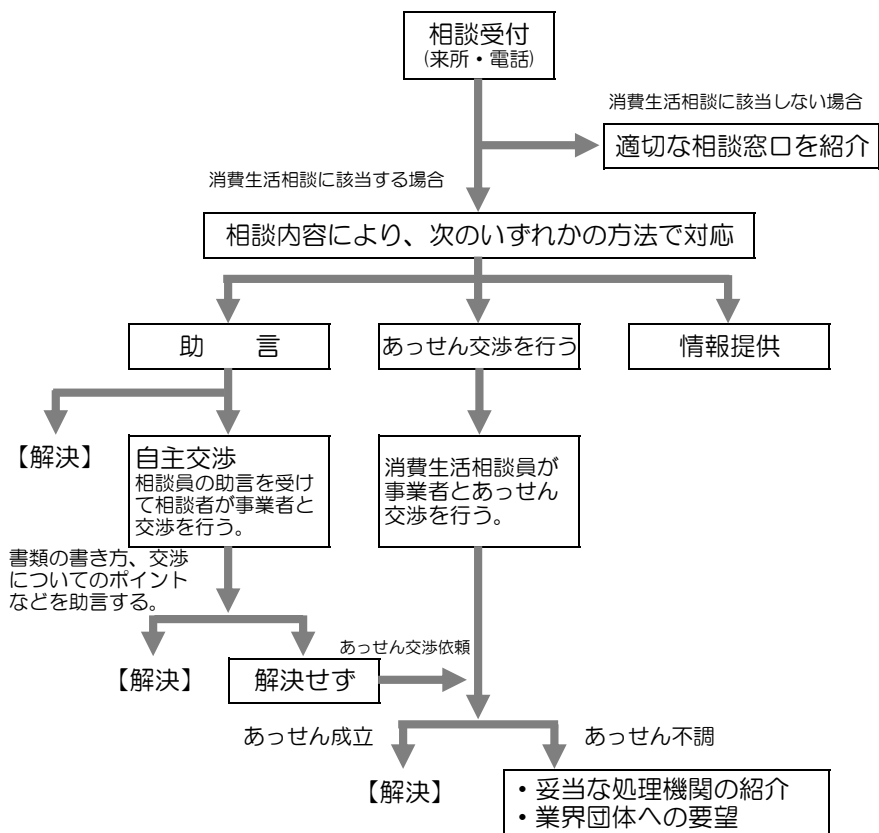 相談受付
(来所・電話)
消費生活相談に該当しない場合
適切な相談窓口を紹介
消費生活相談に該当する場合
相談内容により、次のいずれかの方法で対応
助　　言
あっせん交渉を行う
情報提供
【解決】
自主交渉
相談員の助言を受け
て相談者が事業者と
交渉を行う。
消費生活相談員が
事業者とあっせん
交渉を行う。
書類の書き方、交渉
についてのポイント
などを助言する。
【解決】
解決せず
あっせん交渉依頼
あっせん成立
あっせん不調
【解決】
・妥当な処理機関の紹介
・業界団体への要望